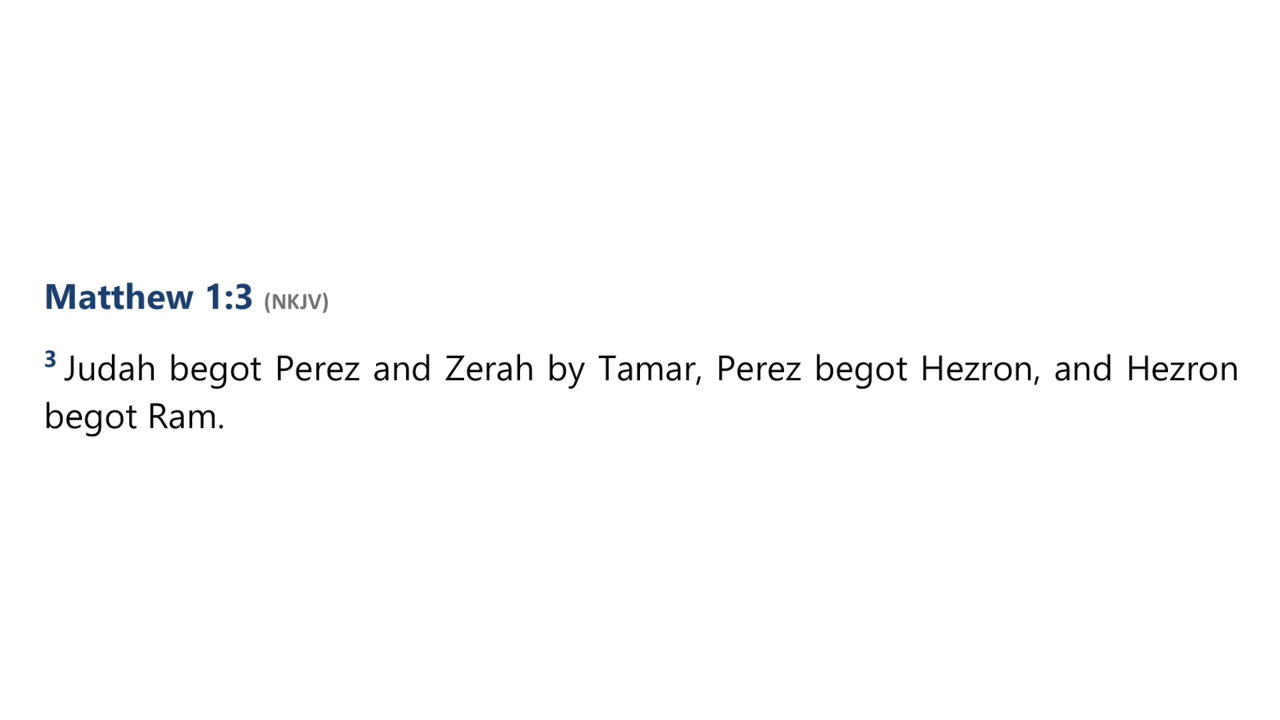 Matthew 1:3 (NKJV)
3 Judah begot Perez and Zerah by Tamar, Perez begot Hezron, and Hezron
begot Ram.